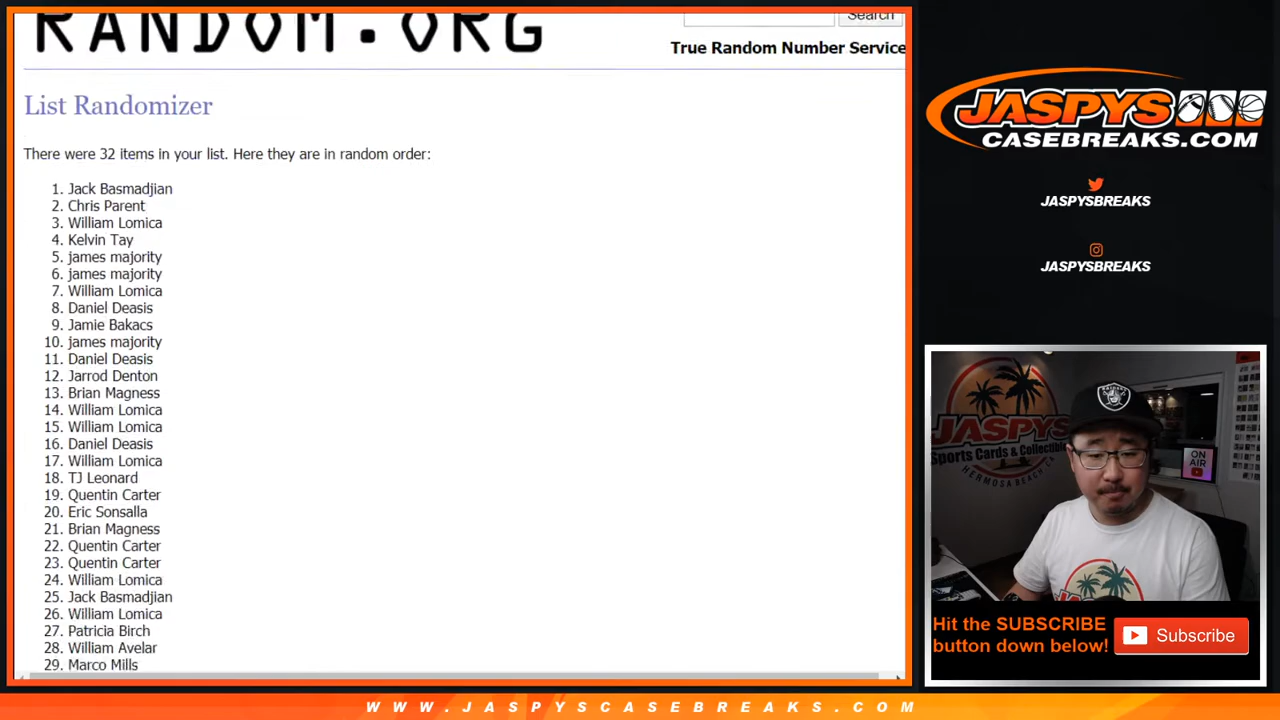 RANDOM.ORG
Search
True Random Number Service
List Randomizer
There were 32 items in your list. Here they are in random order:
1. Jack Basmadjian
2. Chris Parent
3. William Lomica
4. Kelvin Tay
5. james majority
6. james majority
7. William Lomica
8. Daniel Deasis
9. Jamie Bakacs
10. james majority
11. Daniel Deasis
12. Jarrod Denton
13. Brian Magness
14. William Lomica
15. William Lomica
16. Daniel Deasis
17. William Lomica
18. TJ Leonard
19. Quentin Carter
20. Eric Sonsalla
21. Brian Magness
22. Quentin Carter
23. Quentin Carter
24. William Lomica
25. Jack Basmadjian
26. William Lomica
27. Patricia Birch
28. William Avelar
29. Marco Mills
JASPYS
CASEBREAKS.COM
JASPYSBREAKS
JASPYSBREAKS
JASPYS
Sports Cards & Collectibles
HERMOSA BEACH, CA
ON
AIR
Hit the SUBSCRIBE
button down below!
Subscribe
WWW.JASPYSCASEBREAKS.COM